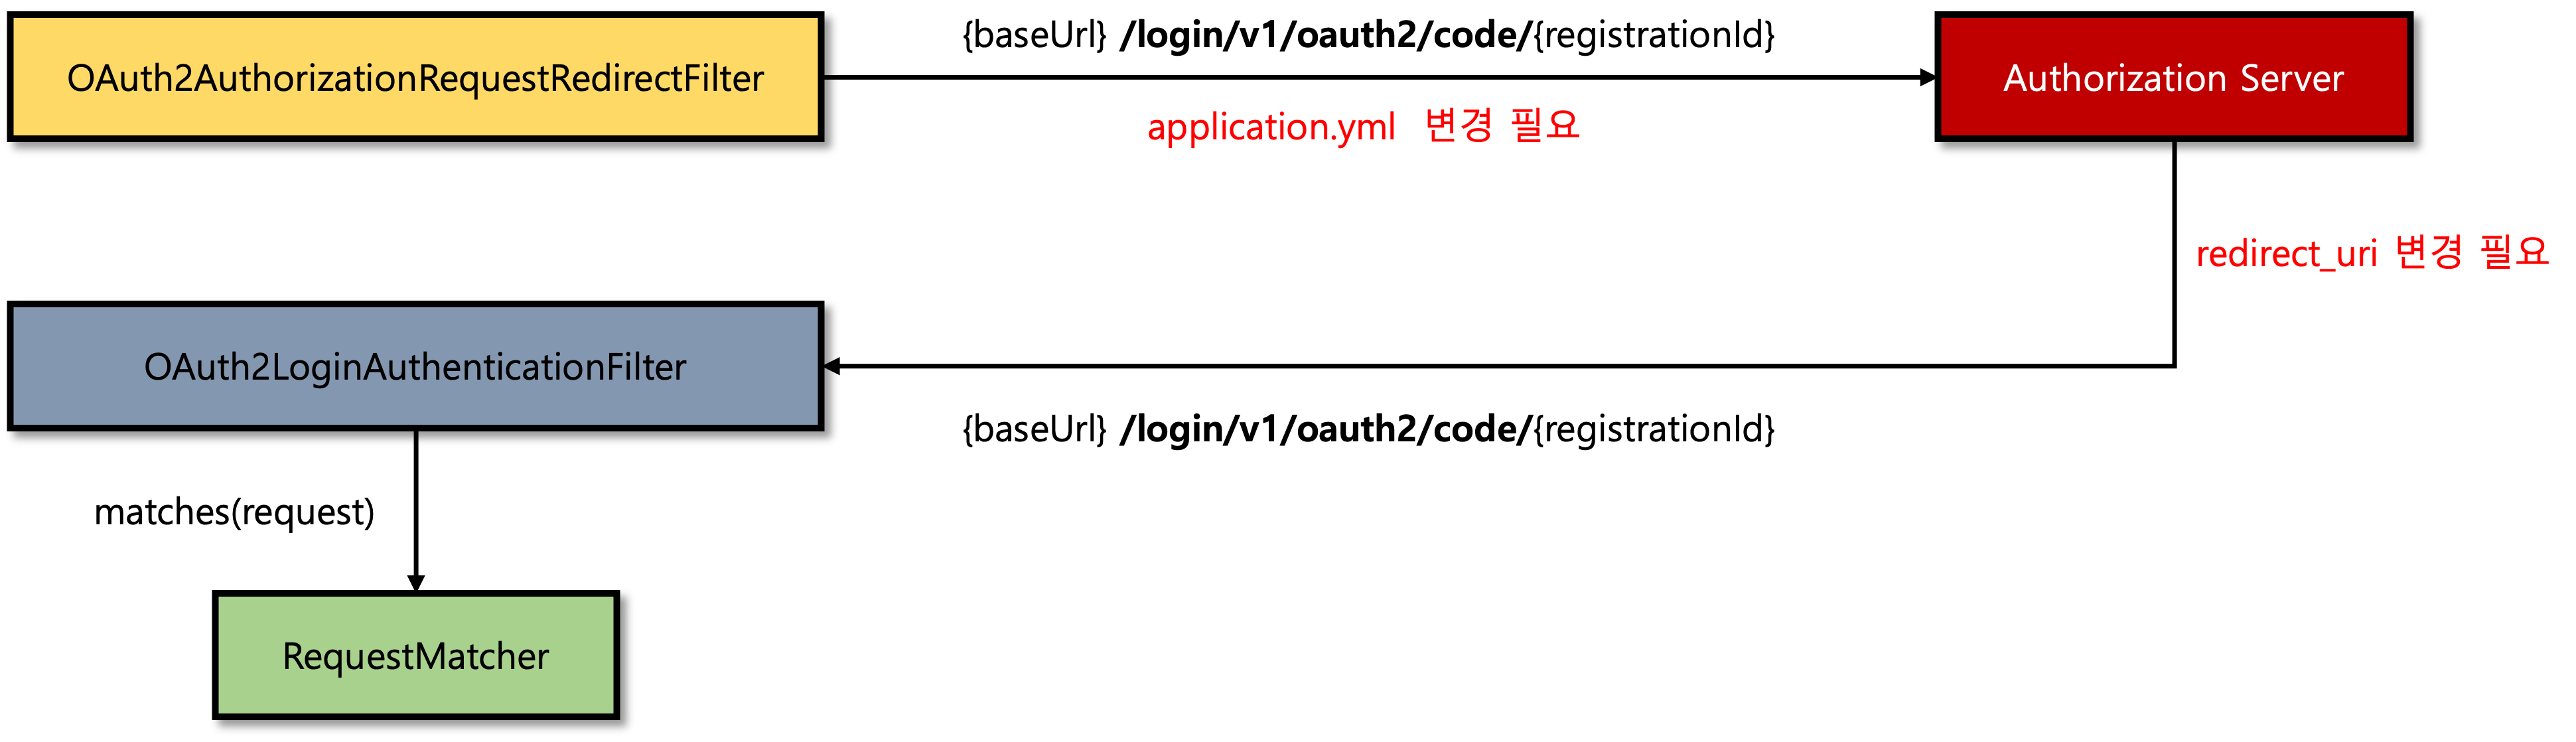 {baseUrl} /login/v1/oauth2/code/{registrationId}
OAuth2AuthorizationRequestRedirectFilter
Authorization Server
application.yml 변경 필요
redirect_uri 변경 필요
OAuth2LoginAuthenticationFilter
{baseUrl} /login/v1/oauth2/code/{registrationId}
matches(request)
RequestMatcher